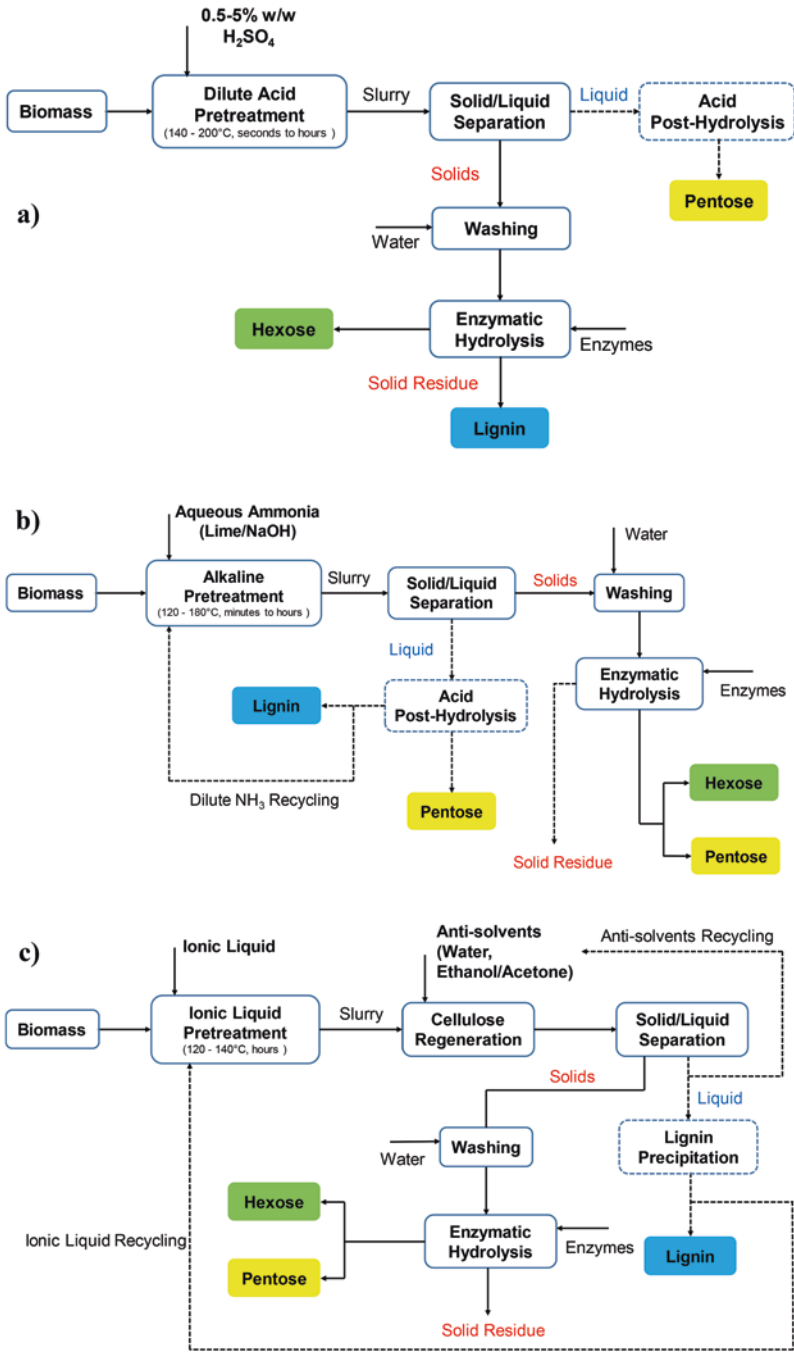 0.5-5% w/w
H₂SO₄
Biomass
Dilute Acid
Pretreatment
(140 - 200°C, seconds to hours )
Slurry
Solid/Liquid
Separation
Liquid
Acid
Post-Hydrolysis
Solids
Pentose
a)
Water
Washing
Hexose
Enzymatic
Hydrolysis
Enzymes
Solid Residue
Lignin
b)
Aqueous Ammonia
(Lime/NaOH)
Water
Biomass
Alkaline
Pretreatment
(120 - 180°C, minutes to hours )
Slurry
Solid/Liquid
Separation
Solids
Washing
Liquid
Enzymatic
Hydrolysis
Enzymes
Lignin
Acid
Post-Hydrolysis
Dilute NH₃ Recycling
Pentose
Hexose
Solid Residue
Pentose
c)
Ionic Liquid
Anti-solvents
(Water,
Ethanol/Acetone)
Anti-solvents Recycling
Biomass
Ionic Liquid
Pretreatment
(120 - 140°C, hours )
Slurry
Cellulose
Regeneration
Solid/Liquid
Separation
Solids
Liquid
Water
Washing
Lignin
Precipitation
Hexose
Ionic Liquid Recycling
Enzymatic
Hydrolysis
Enzymes
Lignin
Pentose
Solid Residue